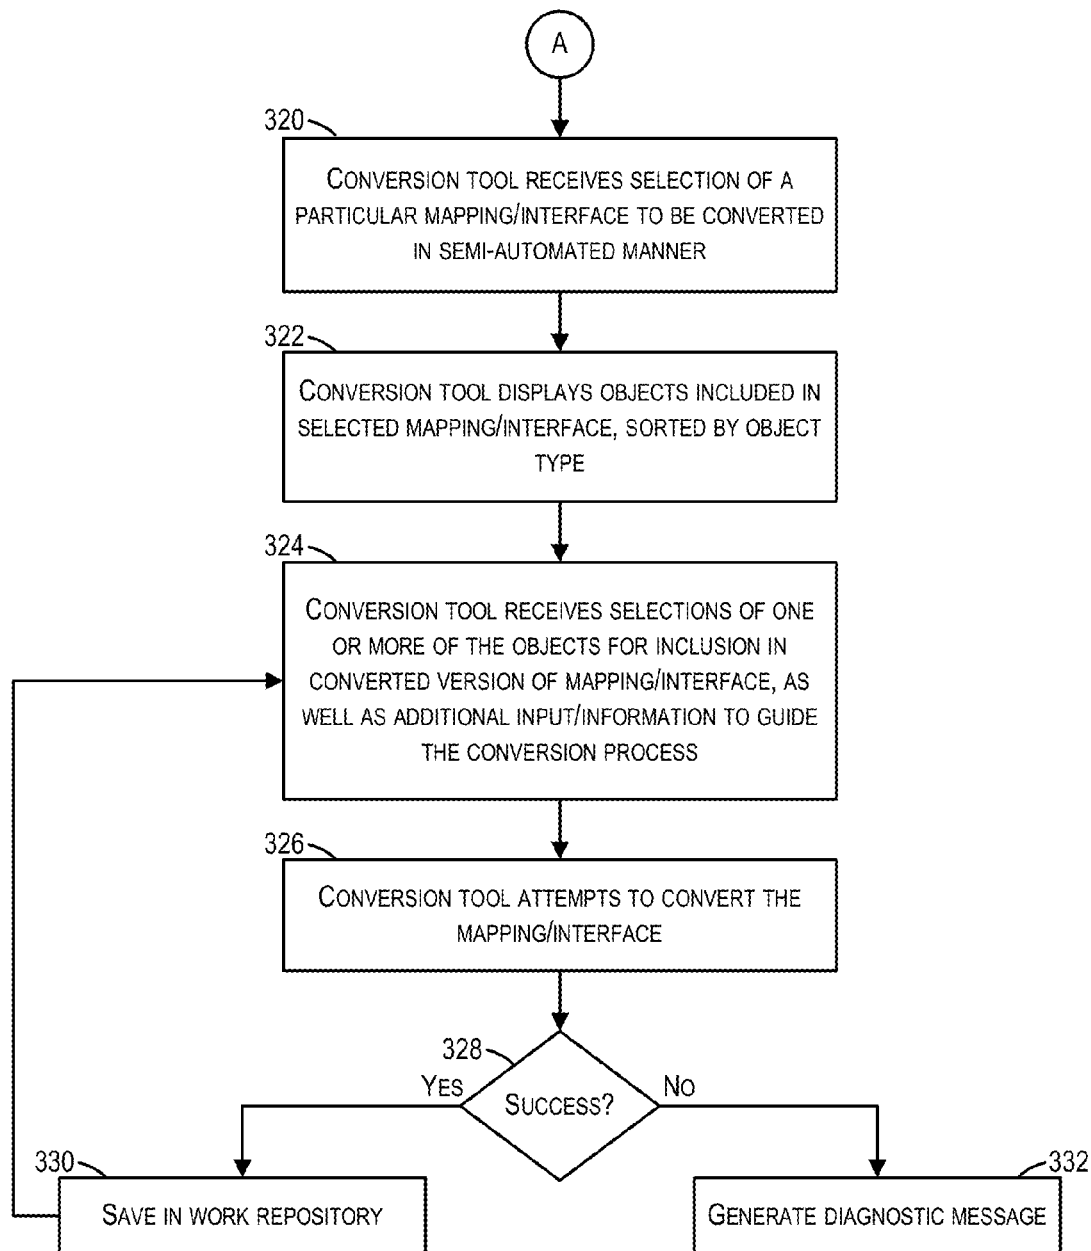 A
320
CONVERSION TOOL RECEIVES SELECTION OF A
PARTICULAR MAPPING/INTERFACE TO BE CONVERTED
IN SEMI-AUTOMATED MANNER
322
CONVERSION TOOL DISPLAYS OBJECTS INCLUDED IN
SELECTED MAPPING/INTERFACE, SORTED BY OBJECT
TYPE
324
CONVERSION TOOL RECEIVES SELECTIONS OF ONE
OR MORE OF THE OBJECTS FOR INCLUSION IN
CONVERTED VERSION OF MAPPING/INTERFACE, AS
WELL AS ADDITIONAL INPUT/INFORMATION TO GUIDE
THE CONVERSION PROCESS
326
CONVERSION TOOL ATTEMPTS TO CONVERT THE
MAPPING/INTERFACE
328
YES
SUCCESS?
NO
330
SAVE IN WORK REPOSITORY
332
GENERATE DIAGNOSTIC MESSAGE